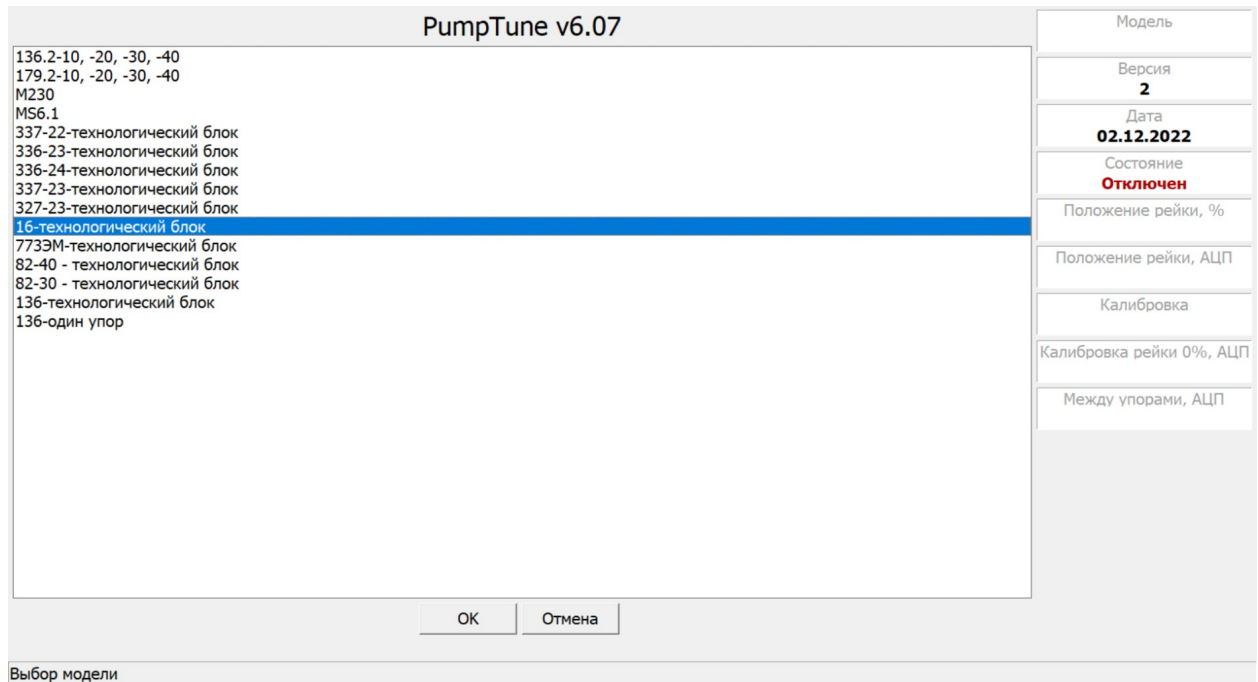 PumpTune v6.07
136.2-10, -20, -30, -40
179.2-10, -20, -30, -40
М230
MS6.1
337-22-технологический блок
336-23-технологический блок
336-24-технологический блок
337-23-технологический блок
327-23-технологический блок
16-технологический блок
773ЭМ-технологический блок
82-40 - технологический блок
82-30 - технологический блок
136-технологический блок
136-один упор
OK
Отмена
Выбор модели
Модель
Версия
2
Дата
02.12.2022
Состояние
Отключен
Положение рейки, %
Положение рейки, АЦП
Калибровка
Калибровка рейки 0%, АЦП
Между упорами, АЦП